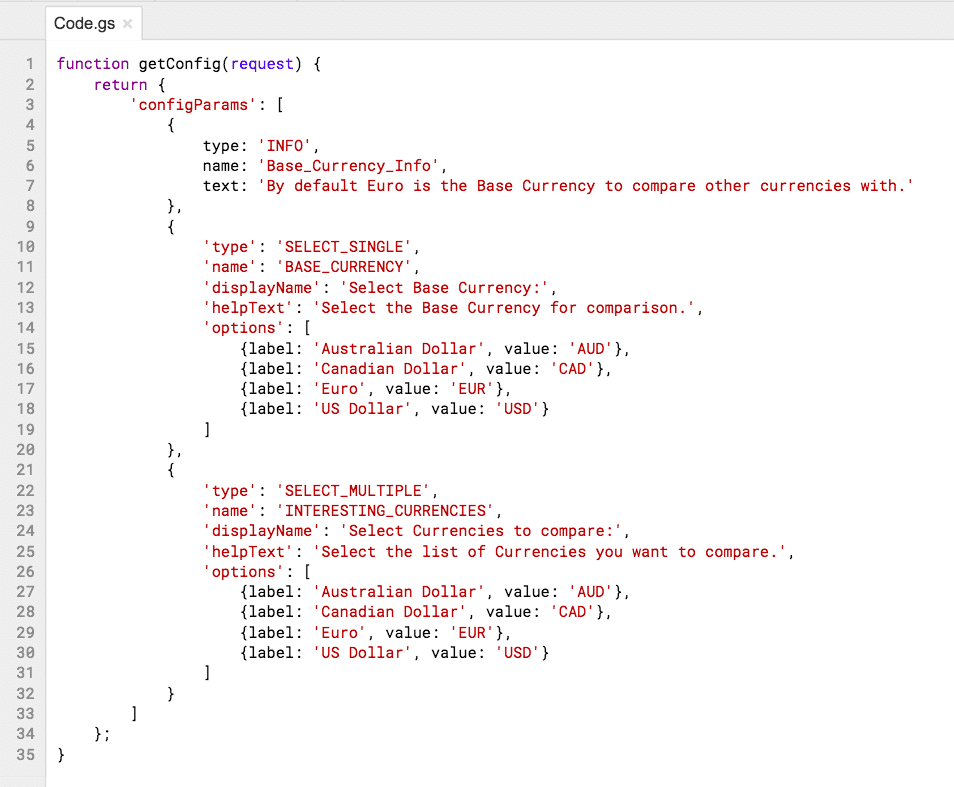 Code.gs ×
1 function getConfig(request) {
2     return {
3         'configParams': [
4             {
5                 type: 'INFO',
6                 name: 'Base_Currency_Info',
7                 text: 'By default Euro is the Base Currency to compare other currencies with.'
8             },
9             {
10                 'type': 'SELECT_SINGLE',
11                 'name': 'BASE_CURRENCY',
12                 'displayName': 'Select Base Currency:',
13                 'helpText': 'Select the Base Currency for comparison.',
14                 'options': [
15                     {label: 'Australian Dollar', value: 'AUD'},
16                     {label: 'Canadian Dollar', value: 'CAD'},
17                     {label: 'Euro', value: 'EUR'},
18                     {label: 'US Dollar', value: 'USD'}
19                 ]
20             },
21             {
22                 'type': 'SELECT_MULTIPLE',
23                 'name': 'INTERESTING_CURRENCIES',
24                 'displayName': 'Select Currencies to compare:',
25                 'helpText': 'Select the list of Currencies you want to compare.',
26                 'options': [
27                     {label: 'Australian Dollar', value: 'AUD'},
28                     {label: 'Canadian Dollar', value: 'CAD'},
29                     {label: 'Euro', value: 'EUR'},
30                     {label: 'US Dollar', value: 'USD'}
31                 ]
32             }
33         ]
34     };
35 }